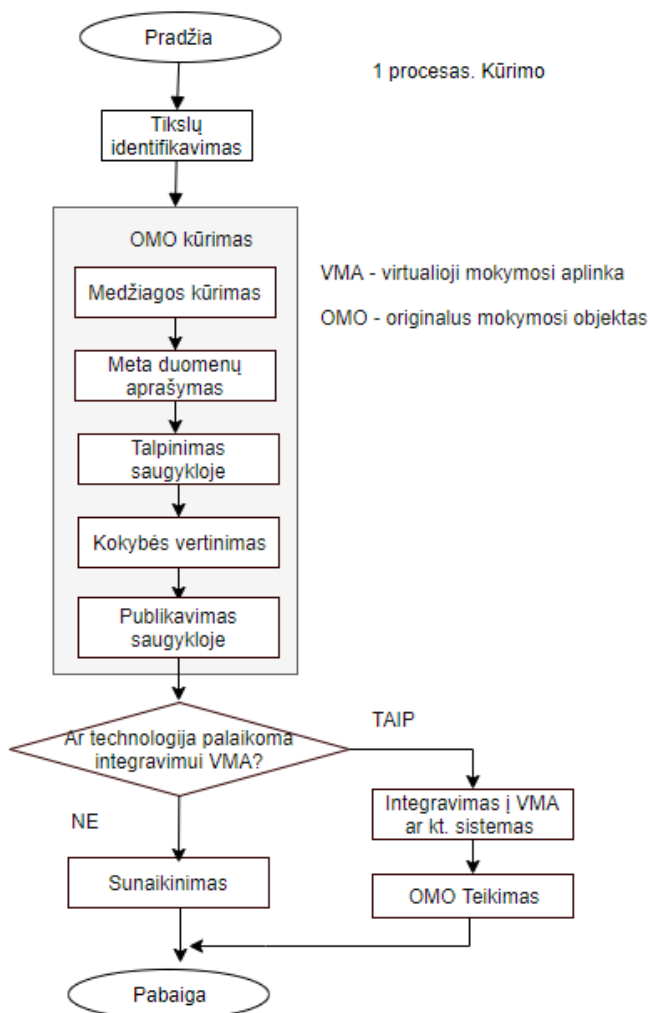 Pradžia
1 procesas. Kūrimo
Tikslų
identifikavimas
OMO kūrimas
Medžiagos kūrimas
VMA - virtualioji mokymosi aplinka
OMO - originalus mokymosi objektas
Meta duomenų
aprašymas
Talpinimas
saugykloje
Kokybės vertinimas
Publikavimas
saugykloje
Ar technologija palaikoma
integravimui VMA?
TAIP
NE
Integravimas į VMA
ar kt. sistemas
Sunaikinimas
OMO Teikimas
Pabaiga